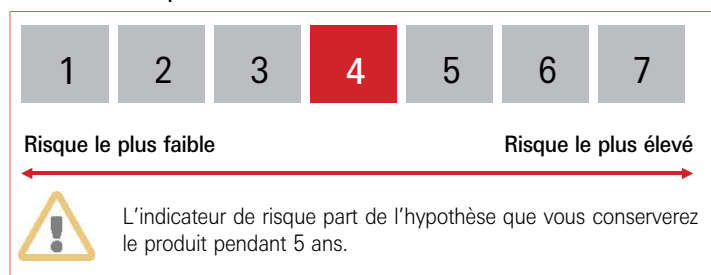 1 2 3 4 5 6 7
Risque le plus faible Risque le plus élevé
L'indicateur de risque part de l'hypothèse que vous conserverez
le produit pendant 5 ans.